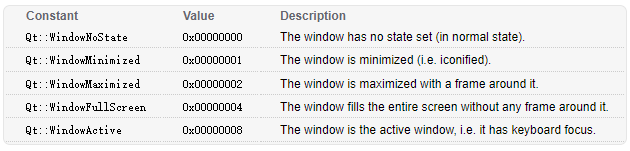 Constant Value Description
Qt::WindowNoState 0x00000000 The window has no state set (in normal state).
Qt::WindowMinimized 0x00000001 The window is minimized (i.e. iconified).
Qt::WindowMaximized 0x00000002 The window is maximized with a frame around it.
Qt::WindowFullScreen 0x00000004 The window fills the entire screen without any frame around it.
Qt::WindowActive 0x00000008 The window is the active window, i.e. it has keyboard focus.